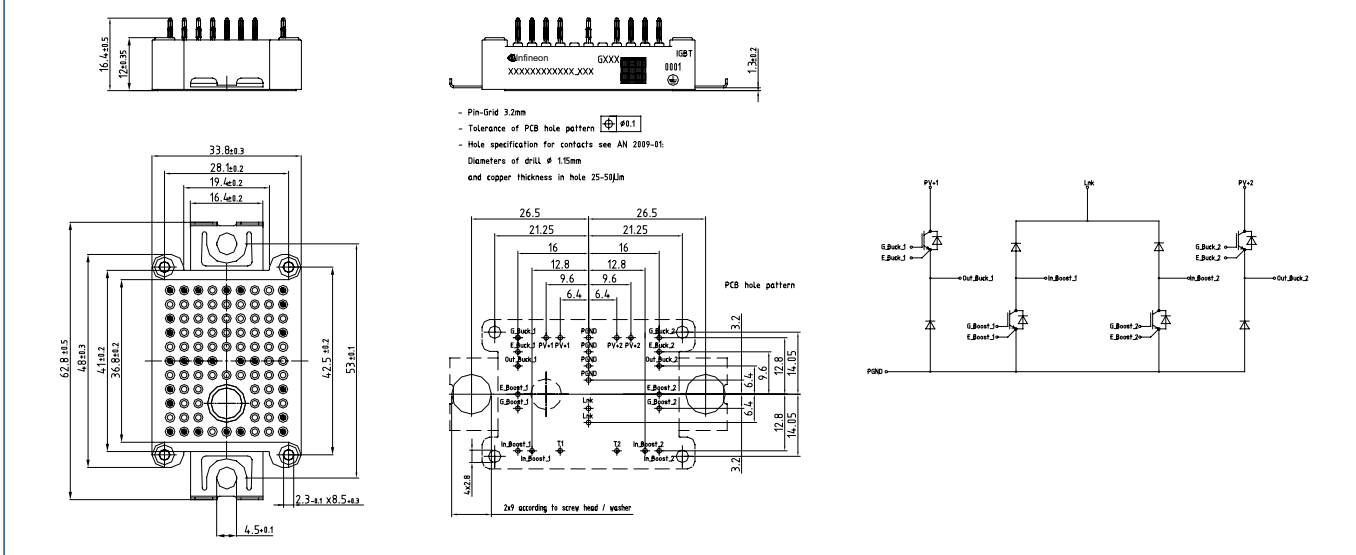 16.4±0.5
12±0.35
infineon
GXXX
IGBT
XXXXXXXXXXXX_XXX
0001
1.3±0.2
- Pin-Grid 3.2mm
- Tolerance of PCB hole pattern ⌖ ø0.1
- Hole specification for contacts see AN 2009-01:
Diameters of drill ø 1.15mm
and copper thickness in hole 25-50µm
33.8±0.3
28.1±0.2
19.4±0.2
16.4±0.2
62.8 ±0.5
48±0.3
41±0.2
36.8±0.2
42.5 ±0.2
53±0.1
2.3-0.1 x8.5+0.3
4.5+0.1
26.5 26.5
21.25 21.25
16 16
12.8 12.8
9.6 9.6
6.4 6.4
PCB hole pattern
3.2
G_Buck_1 PGND G_Buck_2
E_Buck_1 PV+1 PV+1 PGND PV+2 PV+2 E_Buck_2
Out_Buck_1 PGND Out_Buck_2
PGND
E_Boost_1 E_Boost_2
G_Boost_1 Lnk G_Boost_2
Lnk
In_Boost_1 T1 T2 In_Boost_2
In_Boost_1 In_Boost_2
6.4
9.6
12.8
14.05
6.4
12.8
14.05
3.2
4x2.8
2x9 according to screw head / washer
PV+1
Lnk
PV+2
G_Buck_1
E_Buck_1
G_Buck_2
E_Buck_2
Out_Buck_1
In_Boost_1
In_Boost_2
Out_Buck_2
G_Boost_1
E_Boost_1
G_Boost_2
E_Boost_2
PGND